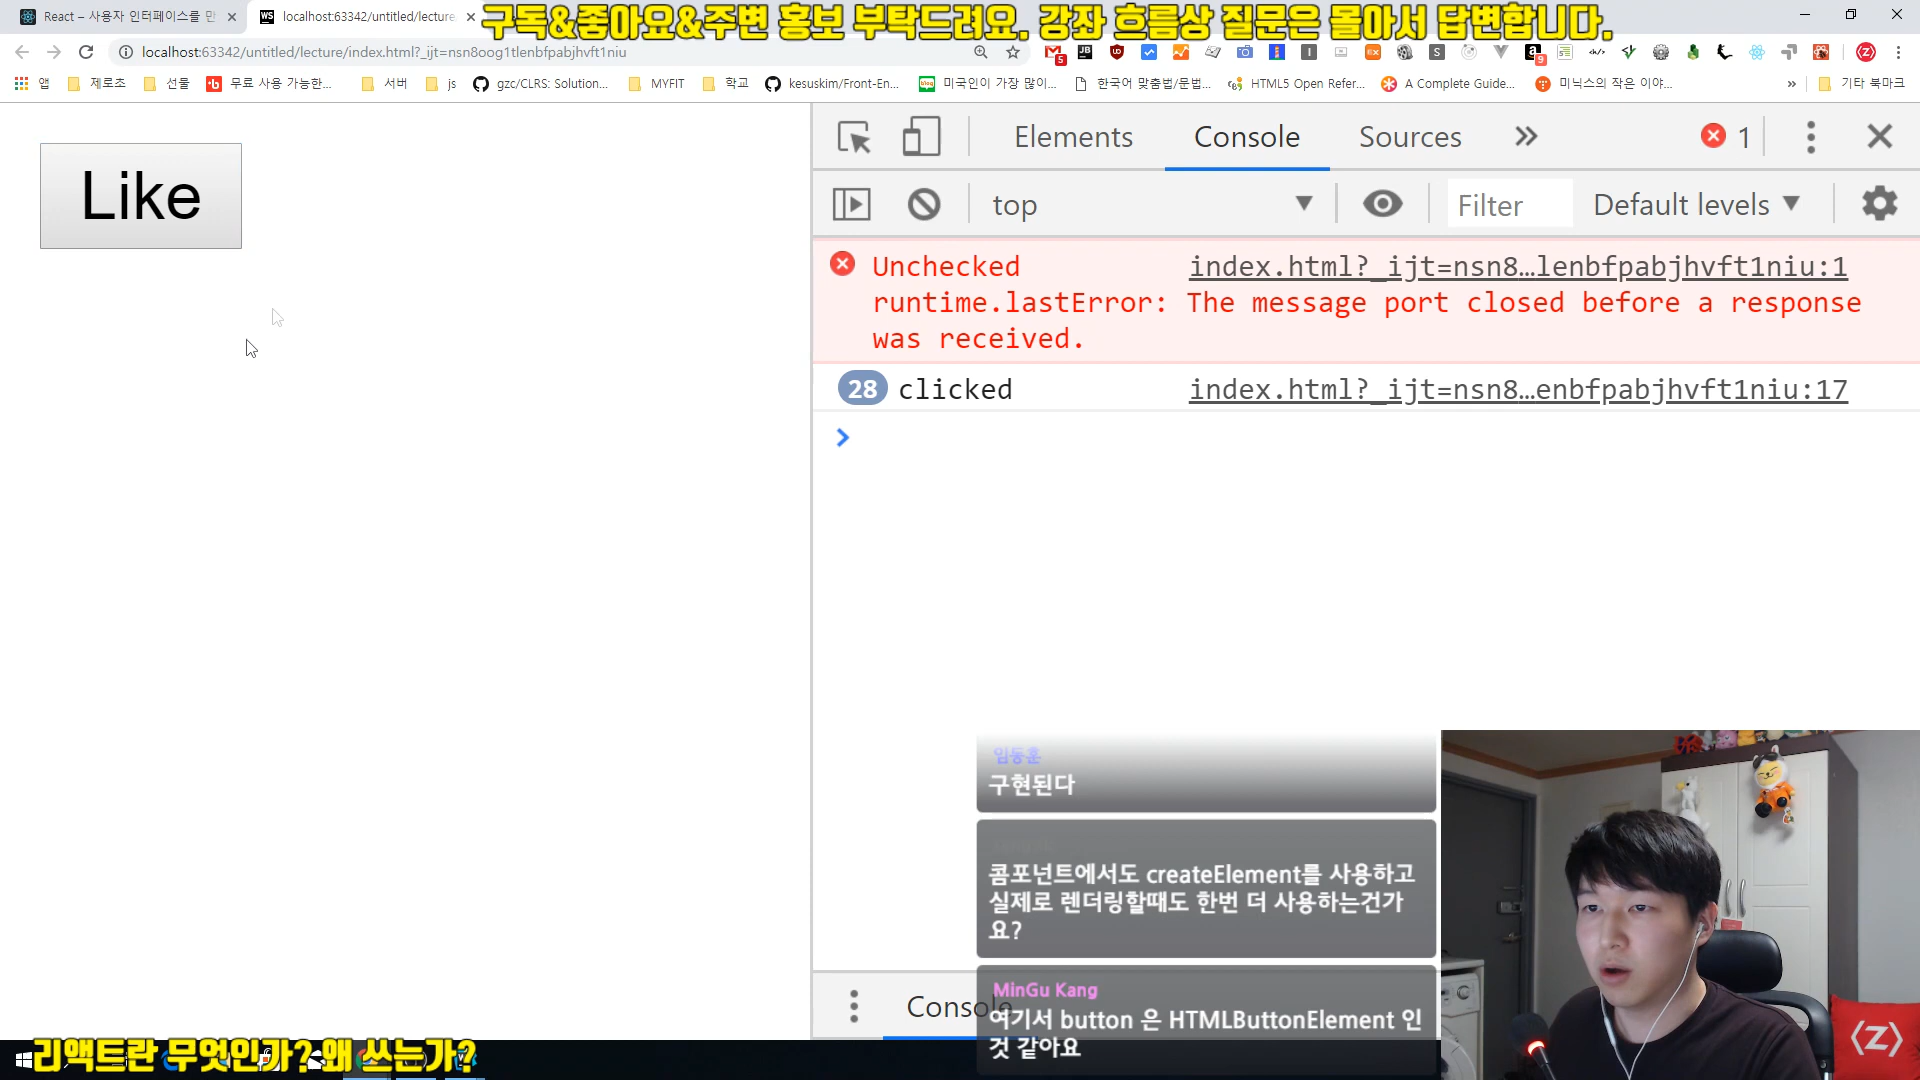 React – 사용자 인터페이스를 만
WS localhost:63342/untitled/lecture
구독&좋아요&주변 홍보 부탁드려요. 강좌 흐름상 질문은 몰아서 답변합니다.
localhost:63342/untitled/lecture/index.html?_ijt=nsn8oog1tlenbfpabjhvft1niu
앱 제로초 선물 무료 사용 가능한... 서버 js gzc/CLRS: Solution... MYFIT 학교 kesuskim/Front-En... 미국인이 가장 많이... 한국어 맞춤법/문법... HTML5 Open Refer... A Complete Guide... 미닉스의 작은 이야... » 기타 북마크
Like
Elements Console Sources 1
top Filter Default levels
Unchecked index.html?_ijt=nsn8…lenbfpabjhvft1niu:1
runtime.lastError: The message port closed before a response
was received.
28 clicked index.html?_ijt=nsn8…enbfpabjhvft1niu:17
임동훈
구현된다
콤포넌트에서도 createElement를 사용하고
실제로 렌더링할때도 한번 더 사용하는건가
요?
Console
MinGu Kang
여기서 button 은 HTMLButtonElement 인
것 같아요
리액트란 무엇인가? 왜 쓰는가?